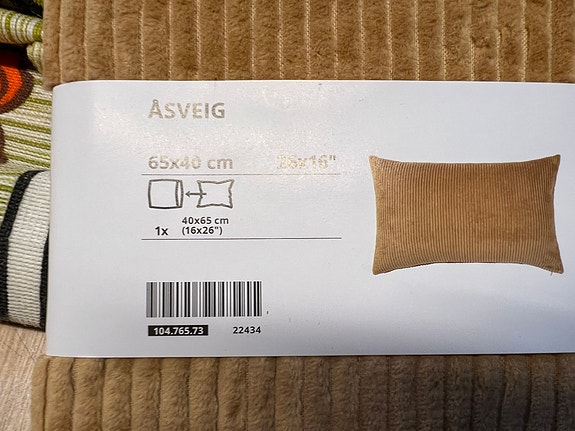 ÅSVEIG
65x40 cm 26x16"
40x65 cm
1x (16x26")
104.765.73 22434